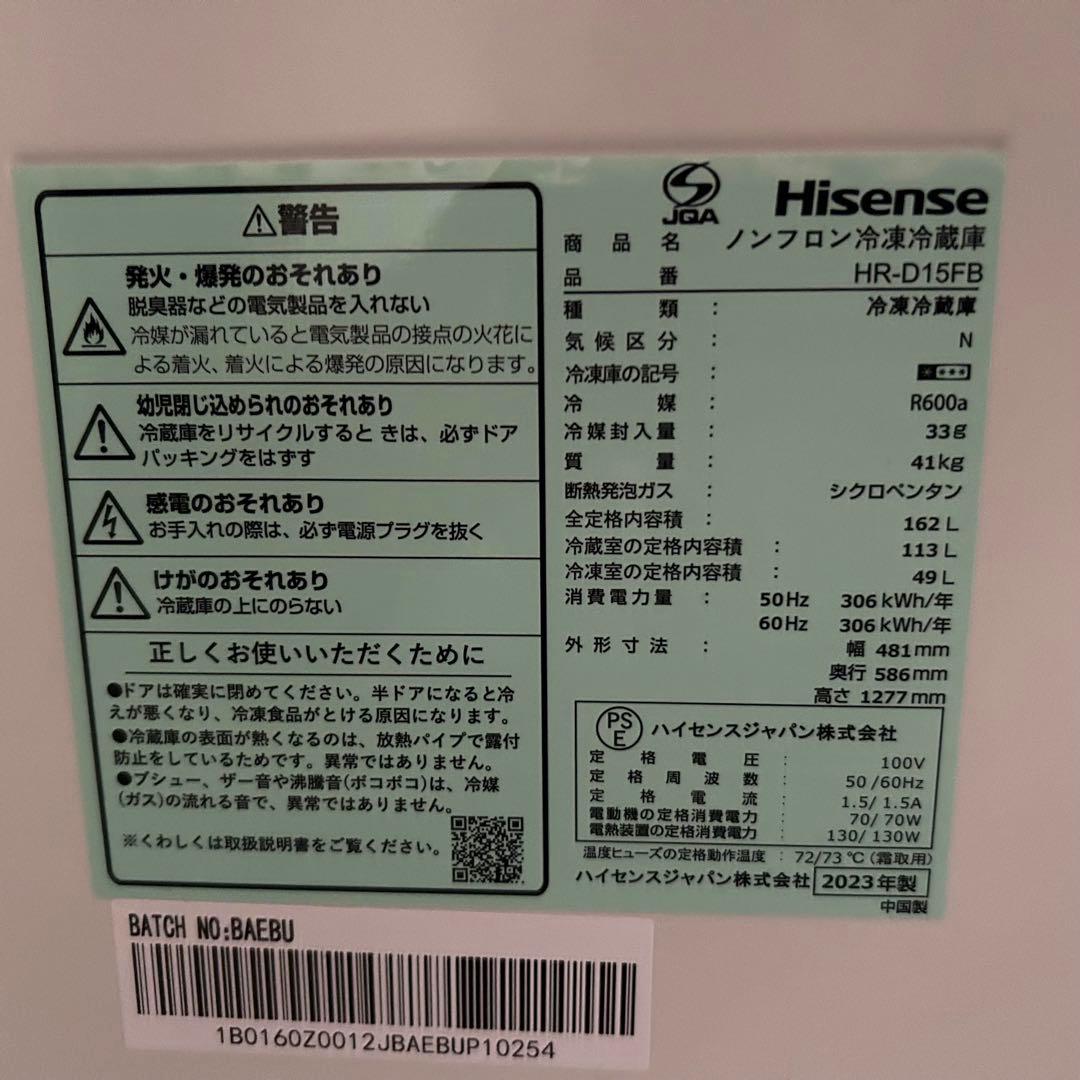 ⚠警告
発火・爆発のおそれあり
脱臭器などの電気製品を入れない
冷媒が漏れていると電気製品の接点の火花に
よる着火、着火による爆発の原因になります。
幼児閉じ込められのおそれあり
冷蔵庫をリサイクルすると きは、必ずドア
パッキングをはずす
感電のおそれあり
お手入れの際は、必ず電源プラグを抜く
けがのおそれあり
冷蔵庫の上にのらない
正しくお使いいただくために
●ドアは確実に閉めてください。半ドアになると冷
えが悪くなり、冷凍食品がとける原因になります。
●冷蔵庫の表面が熱くなるのは、放熱パイプで露付
防止をしているためです。異常ではありません。
●ブシュー、ザー音や沸騰音(ボコボコ)は、冷媒
(ガス)の流れる音で、異常ではありません。
※くわしくは取扱説明書をご覧ください。
JQA Hisense
商品名 ノンフロン冷凍冷蔵庫
品番 HR-D15FB
種類 : 冷凍冷蔵庫
気候区分 : N
冷凍庫の記号 : ****
冷媒 : R600a
冷媒封入量 : 33g
質量 : 41kg
断熱発泡ガス : シクロペンタン
全定格内容積 : 162 L
冷蔵室の定格内容積 : 113 L
冷凍室の定格内容積 : 49 L
消費電力量 : 50Hz 306 kWh/年
60Hz 306 kWh/年
外形寸法 : 幅 481mm
奥行 586mm
高さ 1277mm
PSE ハイセンスジャパン株式会社
定格電圧 : 100V
定格周波数 : 50/60Hz
定格電流 : 1.5/ 1.5A
電動機の定格消費電力 : 70/ 70W
電熱装置の定格消費電力 : 130/ 130W
温度ヒューズの定格動作温度 : 72/73℃(霜取用)
ハイセンスジャパン株式会社 2023年製
中国製
BATCH NO:BAEBU
1B0160Z0012JBAEBUP10254